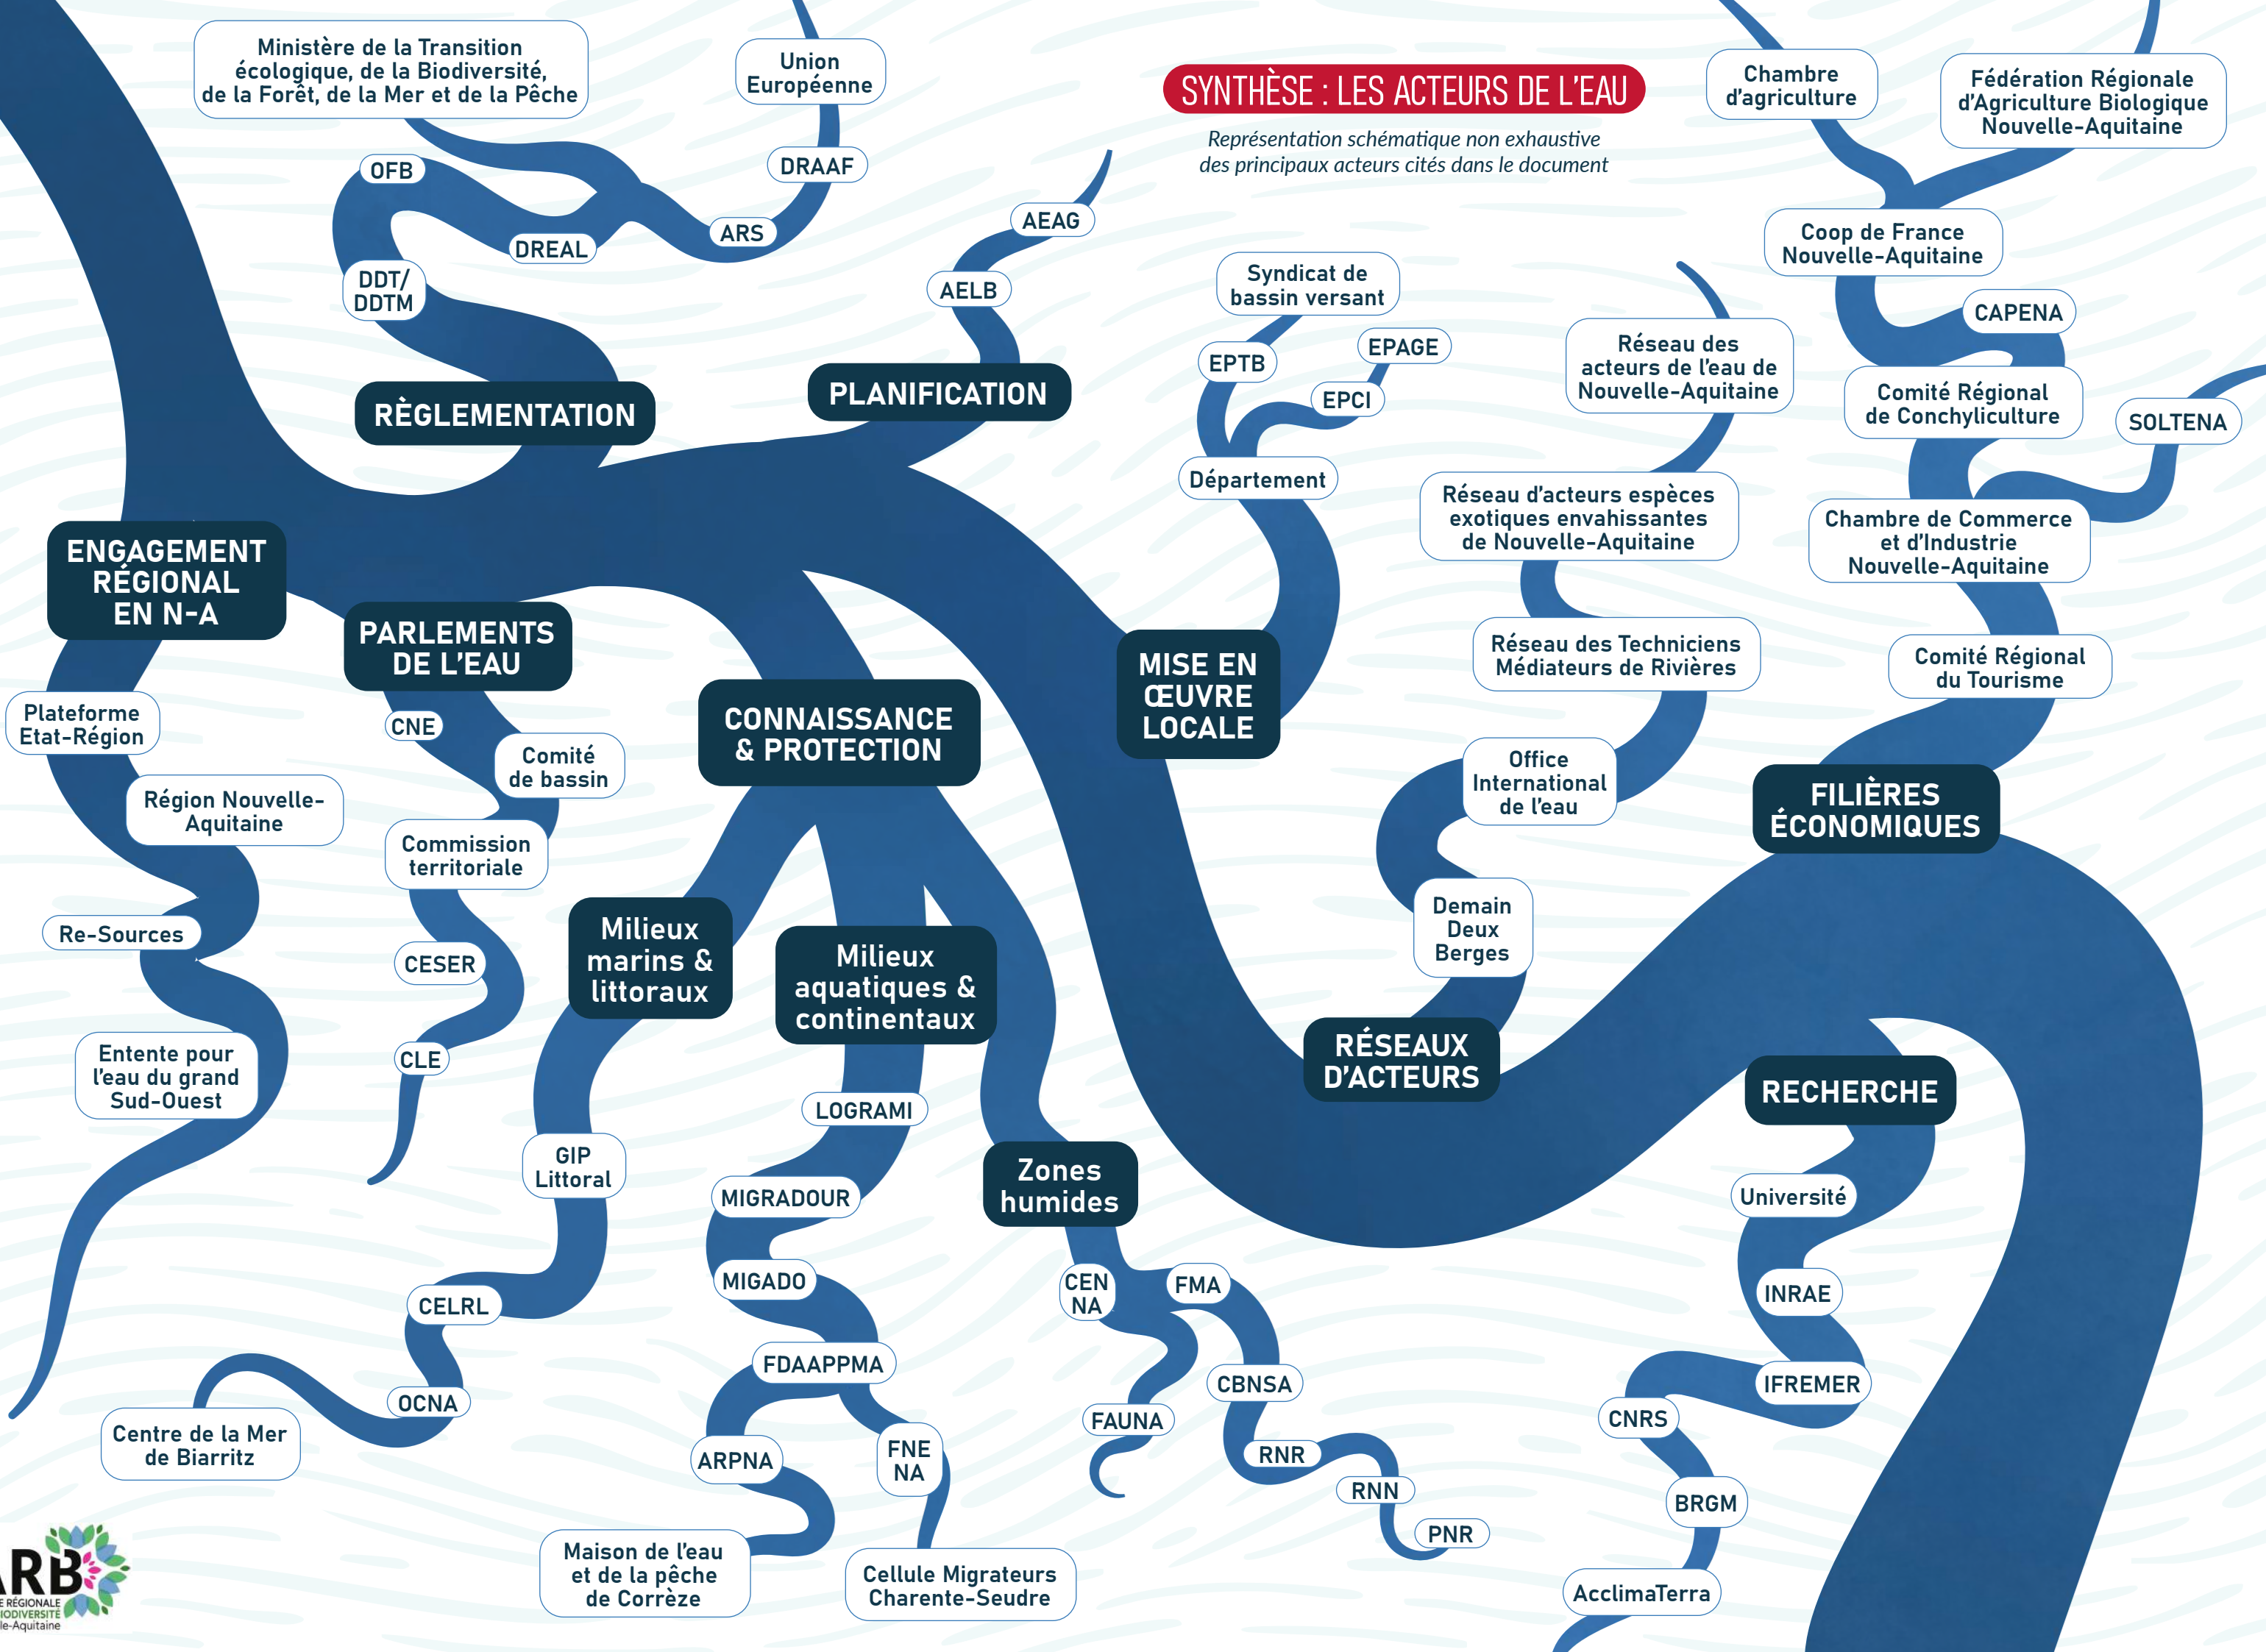 SYNTHÈSE : LES ACTEURS DE L'EAU
Représentation schématique non exhaustive
des principaux acteurs cités dans le document
Ministère de la Transition
écologique, de la Biodiversité,
de la Forêt, de la Mer et de la Pêche
Union
Européenne
OFB
DREAL
ARS
DRAAF
DDT/
DDTM
RÈGLEMENTATION
AEAG
AELB
PLANIFICATION
Syndicat de
bassin versant
EPTB
EPAGE
EPCI
Département
MISE EN
ŒUVRE
LOCALE
Réseau des
acteurs de l'eau de
Nouvelle-Aquitaine
Réseau d'acteurs espèces
exotiques envahissantes
de Nouvelle-Aquitaine
Réseau des Techniciens
Médiateurs de Rivières
Office
International
de l'eau
Demain
Deux
Berges
RÉSEAUX
D'ACTEURS
Chambre
d'agriculture
Fédération Régionale
d'Agriculture Biologique
Nouvelle-Aquitaine
Coop de France
Nouvelle-Aquitaine
CAPENA
Comité Régional
de Conchyliculture
SOLTENA
Chambre de Commerce
et d'Industrie
Nouvelle-Aquitaine
Comité Régional
du Tourisme
FILIÈRES
ÉCONOMIQUES
RECHERCHE
Université
INRAE
IFREMER
CNRS
BRGM
AcclimaTerra
ENGAGEMENT
RÉGIONAL
EN N-A
Plateforme
Etat-Région
Région Nouvelle-
Aquitaine
Re-Sources
Entente pour
l'eau du grand
Sud-Ouest
PARLEMENTS
DE L'EAU
CNE
Comité
de bassin
Commission
territoriale
CESER
CLE
CONNAISSANCE
& PROTECTION
Milieux
marins &
littoraux
GIP
Littoral
CELRL
OCNA
Centre de la Mer
de Biarritz
Milieux
aquatiques &
continentaux
LOGRAMI
MIGRADOUR
MIGADO
FDAAPPMA
ARPNA
FNE
NA
Maison de l'eau
et de la pêche
de Corrèze
Cellule Migrateurs
Charente-Seudre
Zones
humides
CEN
NA
FMA
FAUNA
CBNSA
RNR
RNN
PNR
ARB
E RÉGIONALE
IODIVERSITÉ
le-Aquitaine